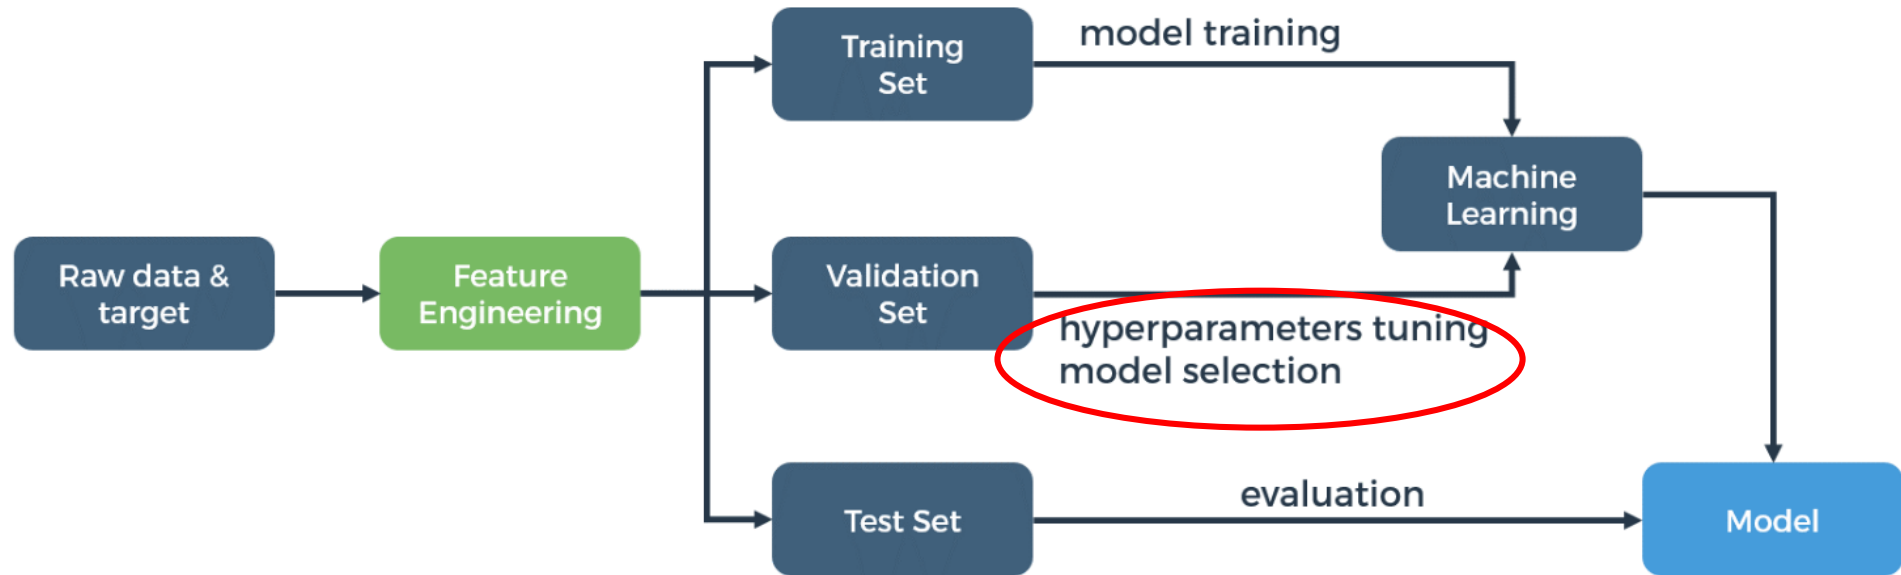 Training
Set
model training
Machine
Learning
Raw data &
target
Feature
Engineering
Validation
Set
hyperparameters tuning
model selection
Test Set
evaluation
Model